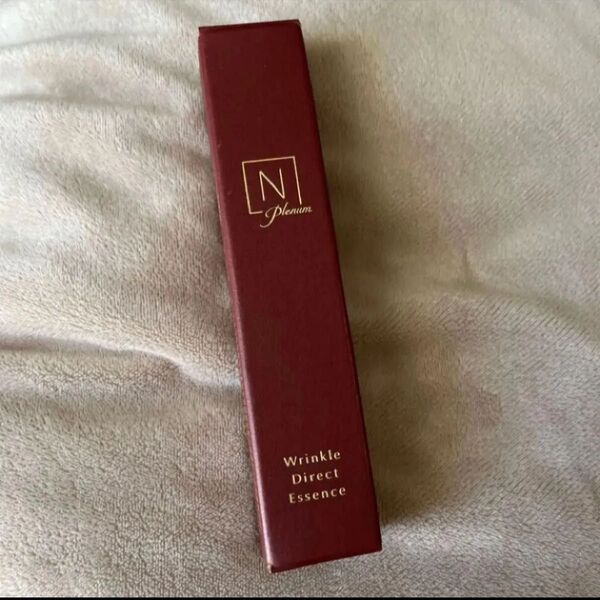 N
Plenum
Wrinkle
Direct
Essence